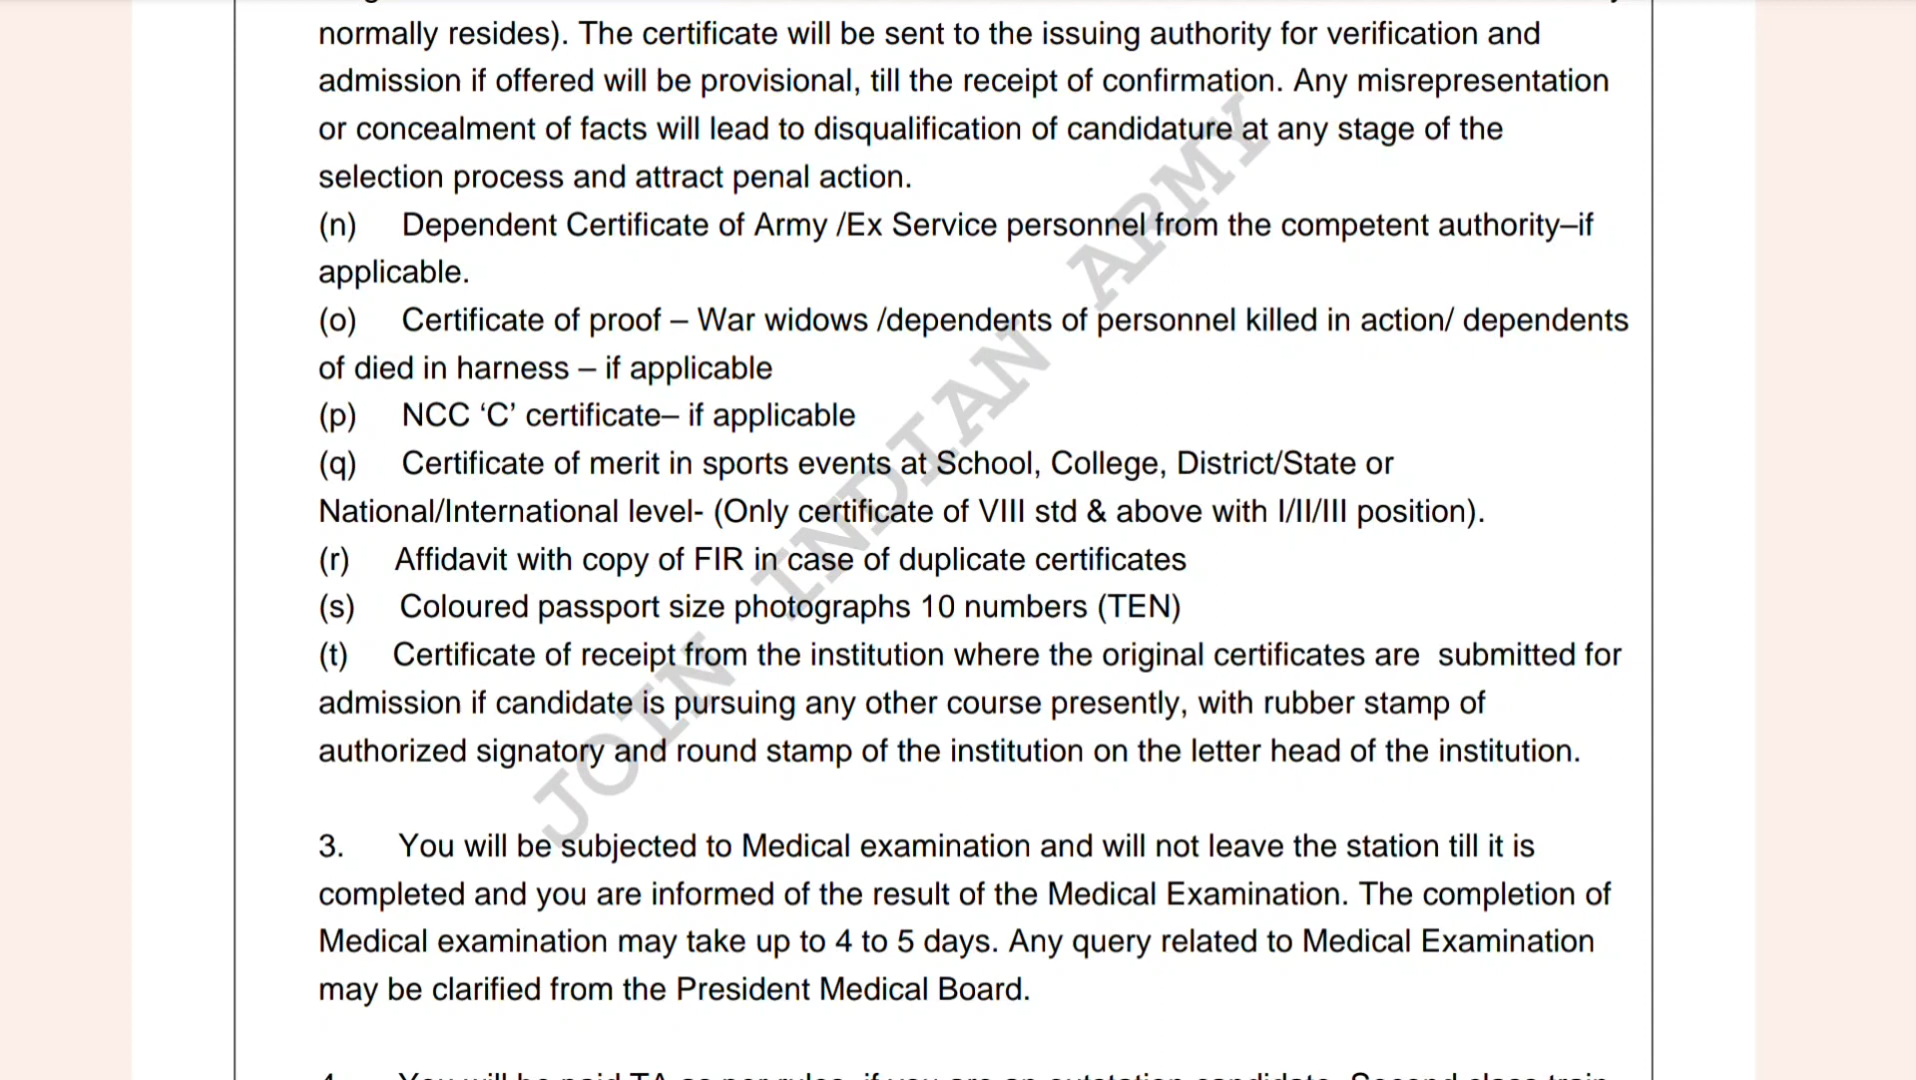 normally resides). The certificate will be sent to the issuing authority for verification and
admission if offered will be provisional, till the receipt of confirmation. Any misrepresentation
or concealment of facts will lead to disqualification of candidature at any stage of the
selection process and attract penal action.
(n) Dependent Certificate of Army /Ex Service personnel from the competent authority–if
applicable.
(o) Certificate of proof – War widows /dependents of personnel killed in action/ dependents
of died in harness – if applicable
(p) NCC ‘C’ certificate– if applicable
(q) Certificate of merit in sports events at School, College, District/State or
National/International level- (Only certificate of VIII std & above with I/II/III position).
(r) Affidavit with copy of FIR in case of duplicate certificates
(s) Coloured passport size photographs 10 numbers (TEN)
(t) Certificate of receipt from the institution where the original certificates are submitted for
admission if candidate is pursuing any other course presently, with rubber stamp of
authorized signatory and round stamp of the institution on the letter head of the institution.
3. You will be subjected to Medical examination and will not leave the station till it is
completed and you are informed of the result of the Medical Examination. The completion of
Medical examination may take up to 4 to 5 days. Any query related to Medical Examination
may be clarified from the President Medical Board.
JOIN INDIAN ARMY